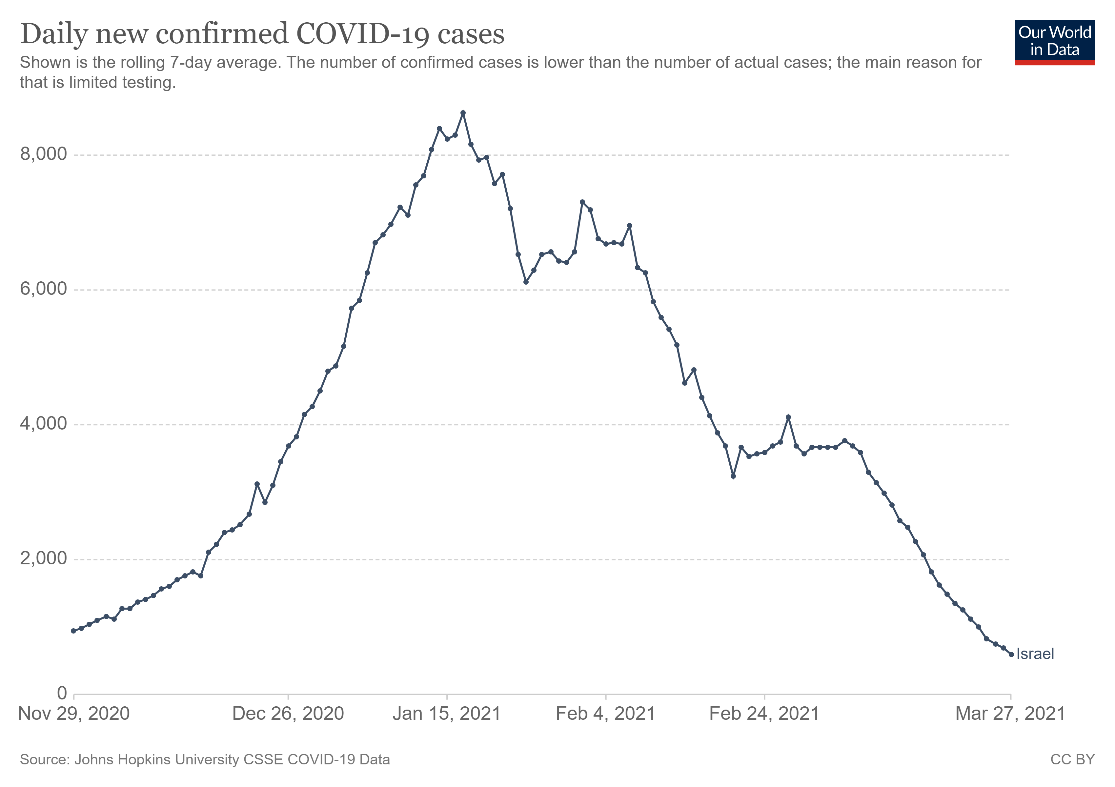 Daily new confirmed COVID-19 cases
Our World
in Data
Shown is the rolling 7-day average. The number of confirmed cases is lower than the number of actual cases; the main reason for
that is limited testing.
8,000
6,000
4,000
2,000
0
Israel
Nov 29, 2020
Dec 26, 2020
Jan 15, 2021
Feb 4, 2021
Feb 24, 2021
Mar 27, 2021
Source: Johns Hopkins University CSSE COVID-19 Data
CC BY